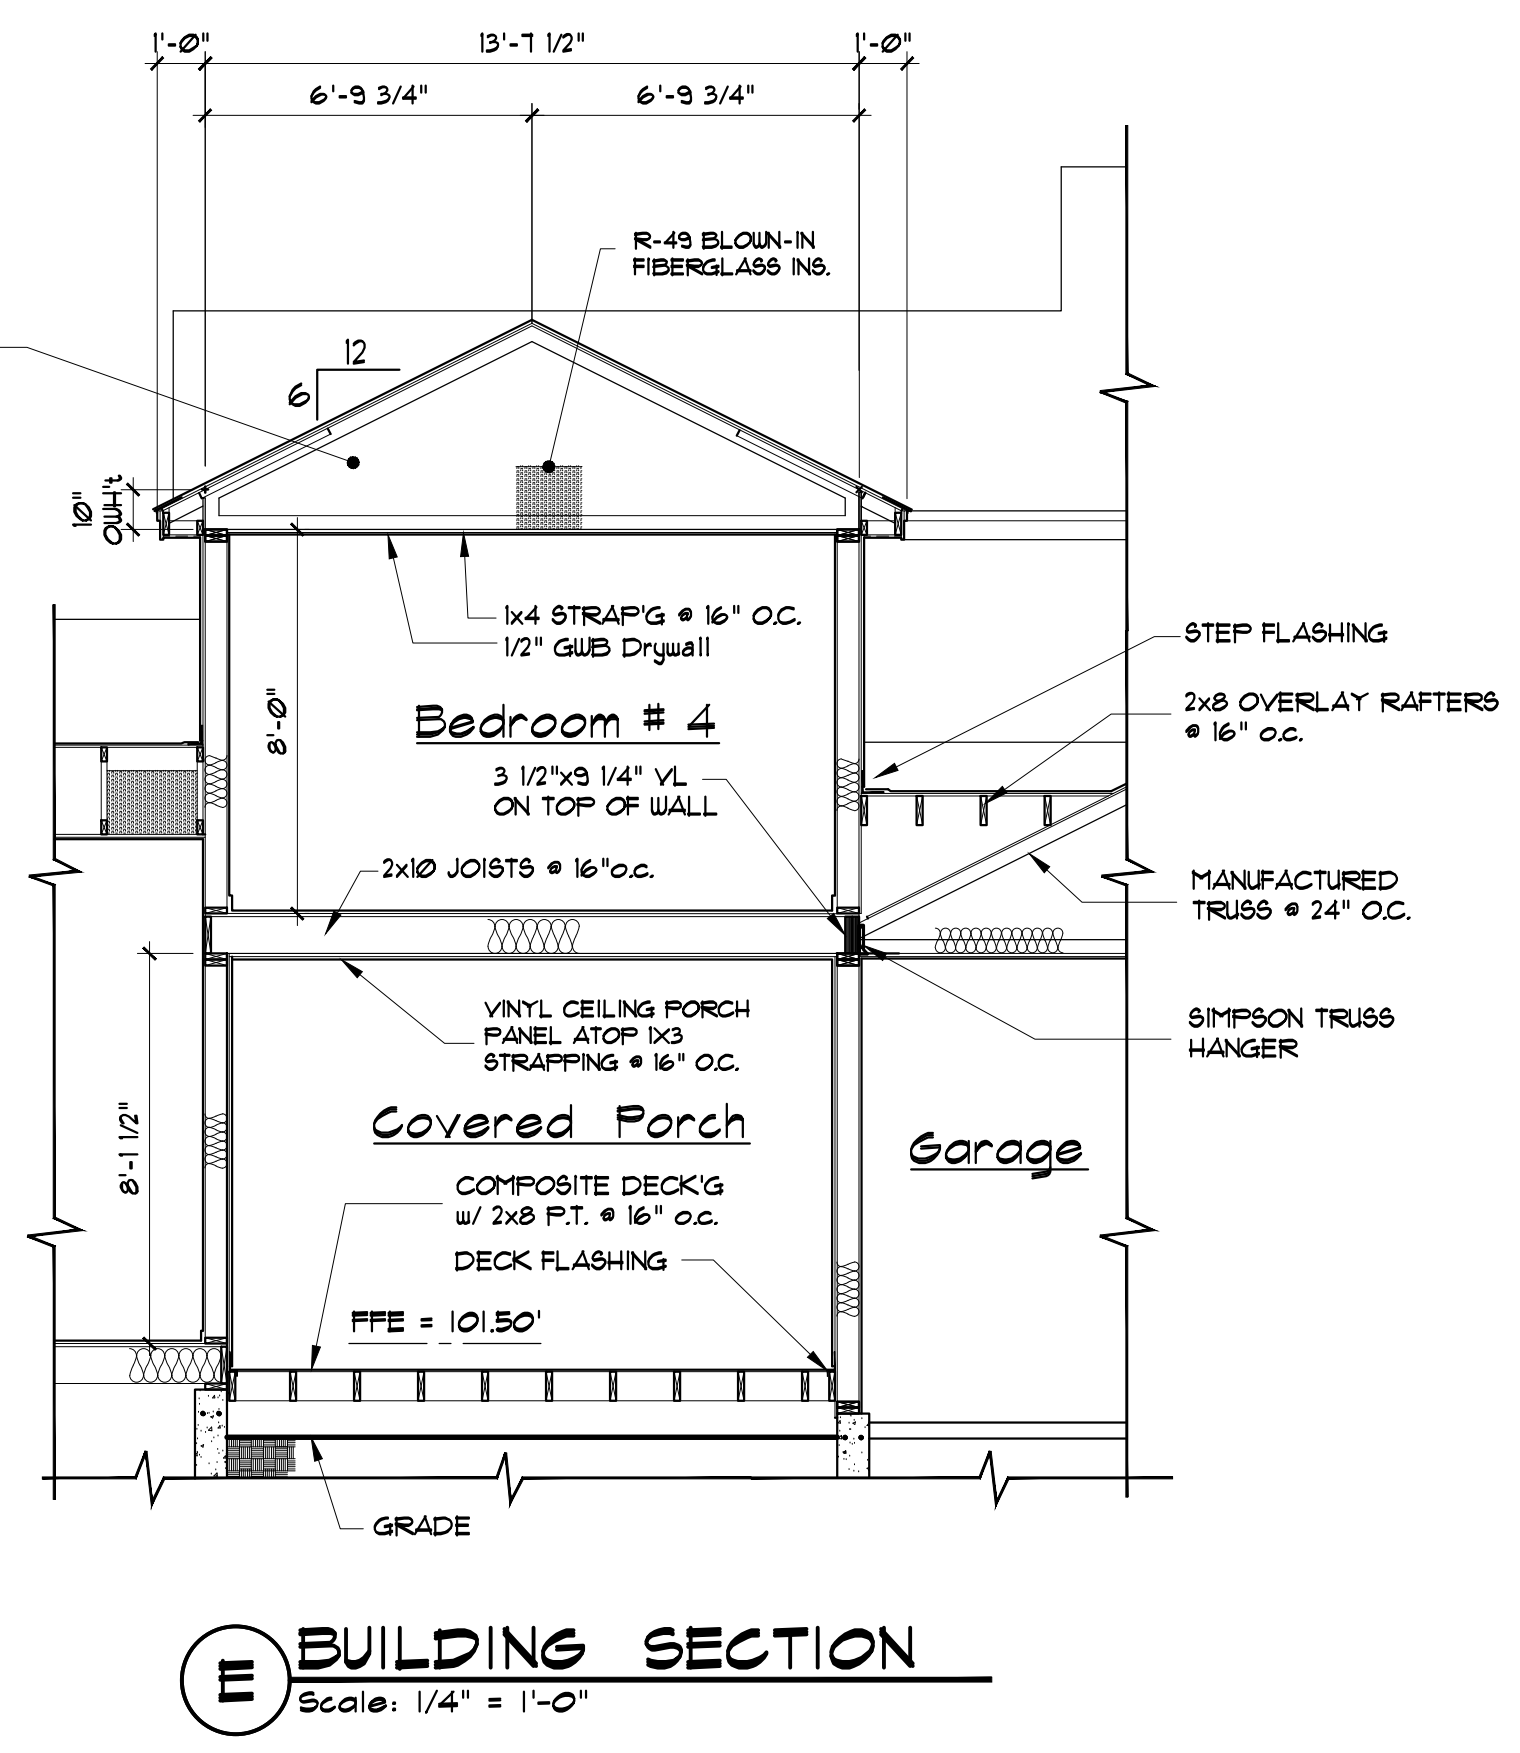 1'-0" 13'-7 1/2" 1'-0"
6'-9 3/4" 6'-9 3/4"
R-49 BLOWN-IN
FIBERGLASS INS.
12
6
10"
OWH't
1x4 STRAP'G @ 16" O.C.
1/2" GWB Drywall
STEP FLASHING
2x8 OVERLAY RAFTERS
@ 16" o.c.
8'-0"
Bedroom # 4
3 1/2"x9 1/4" VL
ON TOP OF WALL
2x10 JOISTS @ 16"o.c.
MANUFACTURED
TRUSS @ 24" O.C.
VINYL CEILING PORCH
PANEL ATOP 1X3
STRAPPING @ 16" O.C.
SIMPSON TRUSS
HANGER
8'-1 1/2"
Covered Porch
Garage
COMPOSITE DECK'G
w/ 2x8 P.T. @ 16" o.c.
DECK FLASHING
FFE = 101.50'
GRADE
E
BUILDING SECTION
Scale: 1/4" = 1'-0"